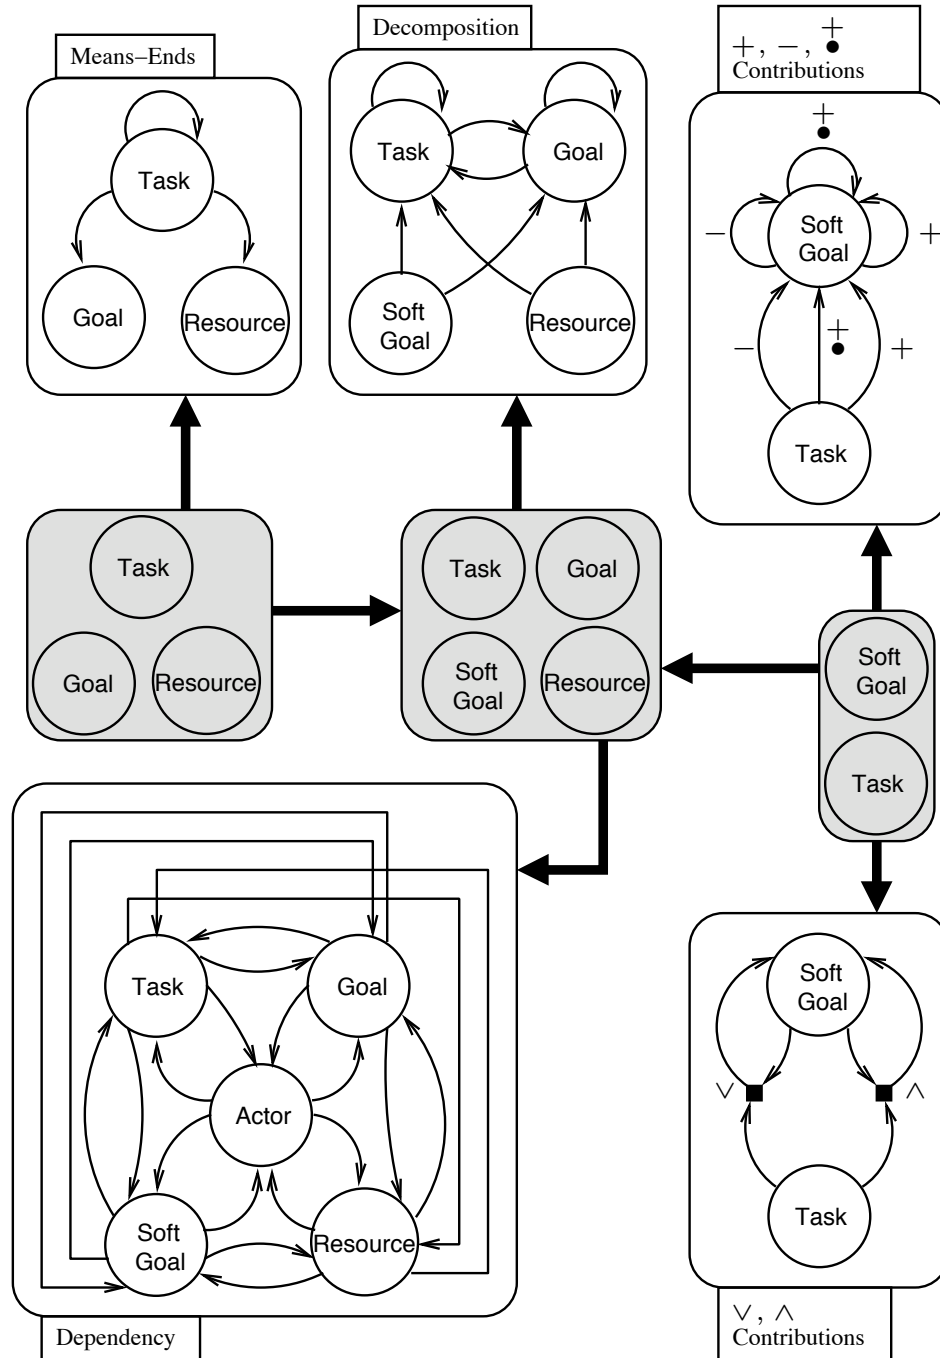 Means–Ends
Task
Goal
Resource
Decomposition
Task
Goal
Soft
Goal
Resource
+, −, +
●
Contributions
+
●
−
Soft
Goal
+
−
+
●
+
Task
Task
Goal
Resource
Task
Goal
Soft
Goal
Resource
Soft
Goal
Task
Task
Goal
Actor
Soft
Goal
Resource
Dependency
Soft
Goal
∨
∧
Task
∨, ∧
Contributions